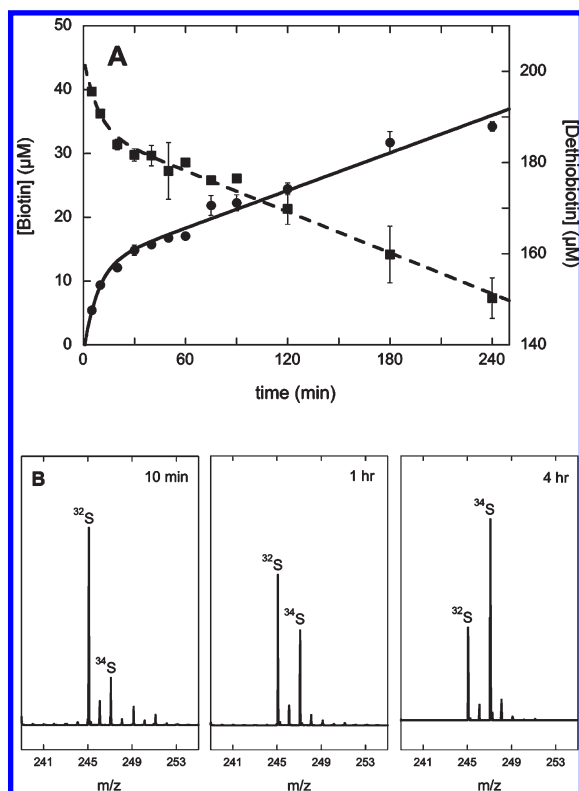 A
50
40
30
20
10
0
[Biotin] (µM)
200
180
160
140
[Dethiobiotin] (µM)
0 60 120 180 240
time (min)
B 10 min
³²S
³⁴S
241 245 249 253
m/z
1 hr
³²S
³⁴S
241 245 249 253
m/z
4 hr
³⁴S
³²S
241 245 249 253
m/z